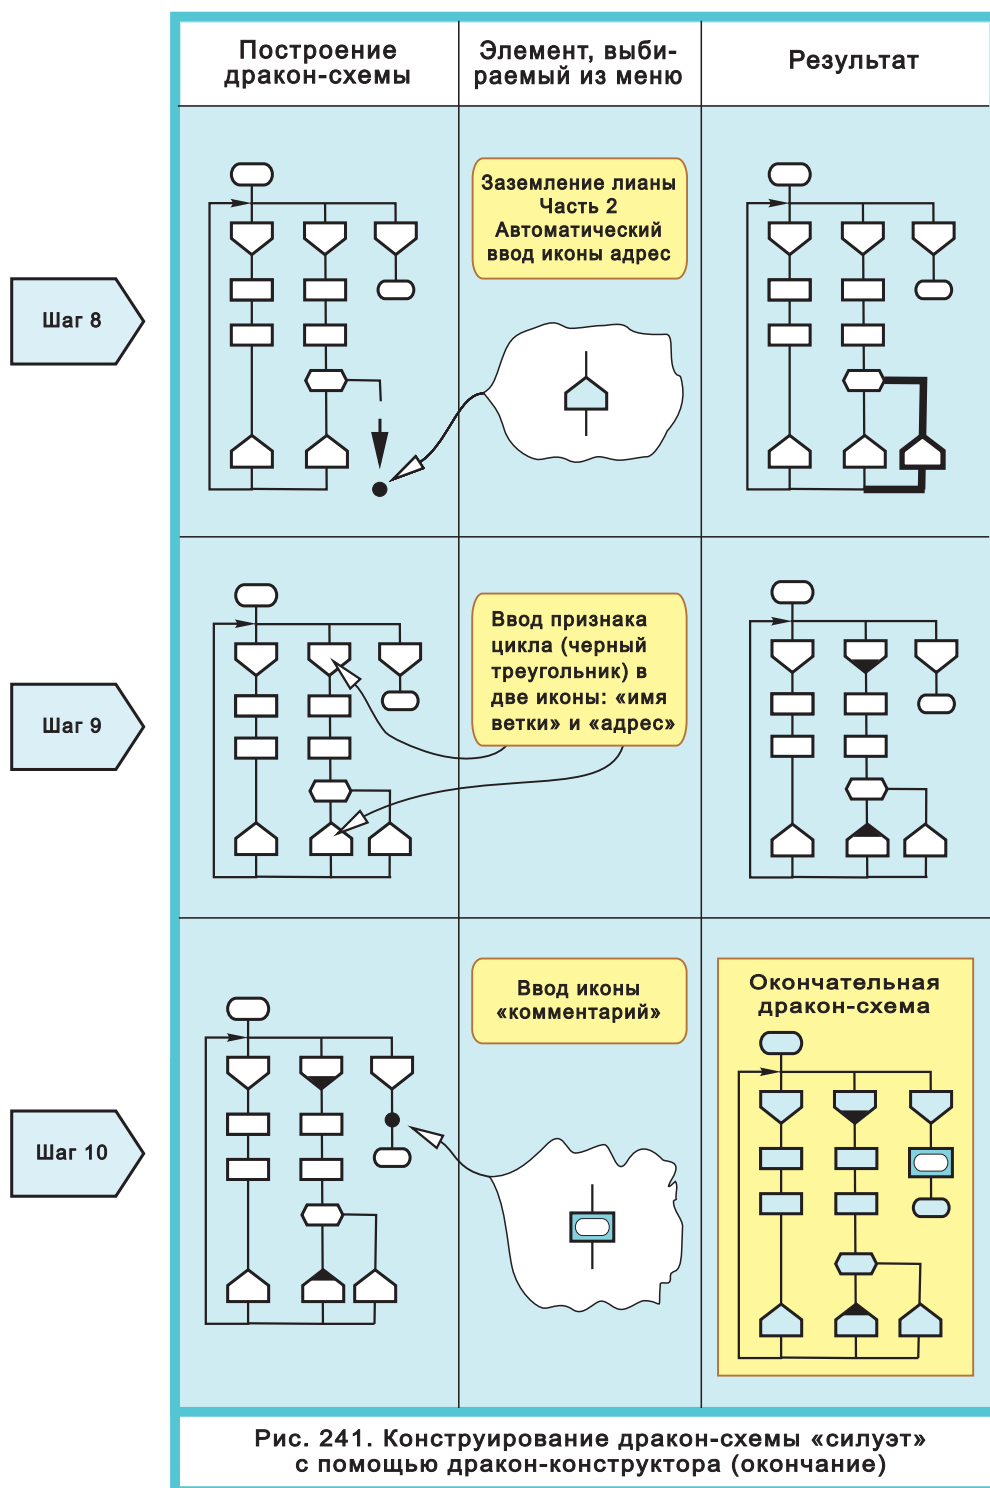 Построение
дракон-схемы
Элемент, выби-
раемый из меню
Результат
Шаг 8
Заземление лианы
Часть 2
Автоматический
ввод иконы адрес
Шаг 9
Ввод признака
цикла (черный
треугольник) в
две иконы: «имя
ветки» и «адрес»
Шаг 10
Ввод иконы
«комментарий»
Окончательная
дракон-схема
Рис. 241. Конструирование дракон-схемы «силуэт»
с помощью дракон-конструктора (окончание)